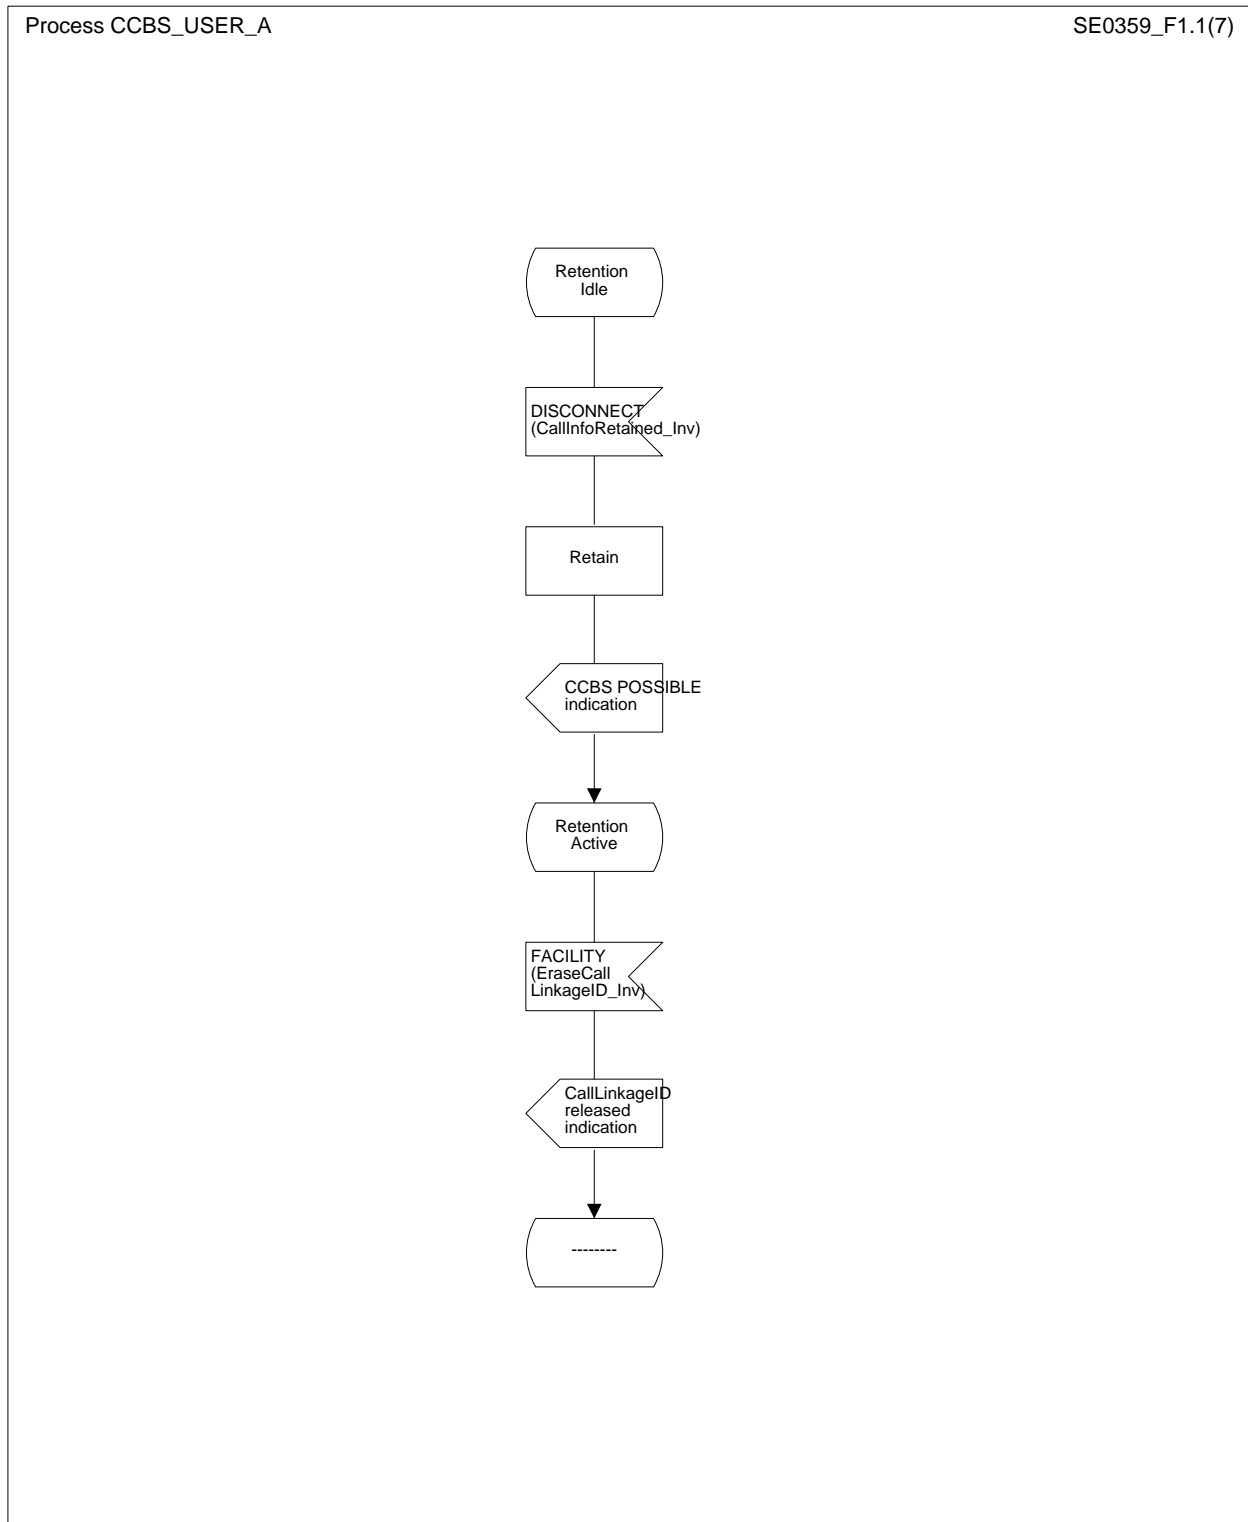 Process CCBS_USER_A
SE0359_F1.1(7)
Retention
Idle
DISCONNECT
(CallInfoRetained_Inv)
Retain
CCBS POSSIBLE
indication
Retention
Active
FACILITY
(EraseCall
LinkageID_Inv)
CallLinkageID
released
indication
--------